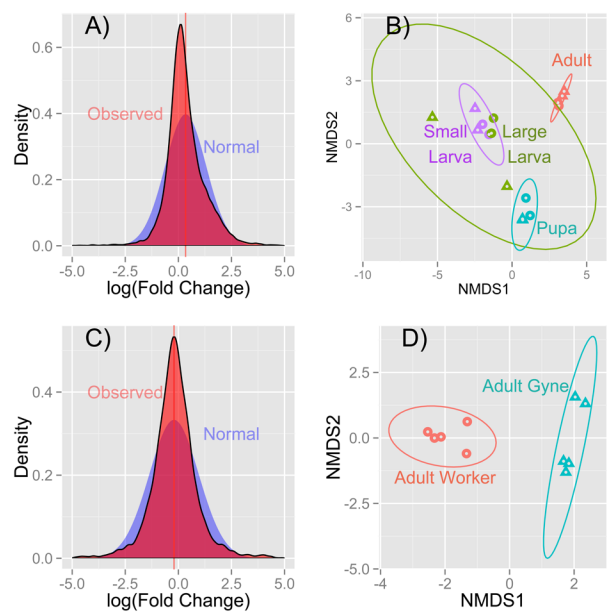 A)
0.6
0.4
0.2
0.0
Density
Observed
Normal
-5.0 -2.5 0.0 2.5 5.0
log(Fold Change)
B)
6
3
0
-3
NMDS2
Adult
Small Large
Larva Larva
Pupa
-10 -5 0 5
NMDS1
C)
0.4
0.2
0.0
Density
Observed
Normal
-5.0 -2.5 0.0 2.5 5.0
log(Fold Change)
D)
2.5
0.0
-2.5
-5.0
NMDS2
Adult Gyne
Adult Worker
-4 -2 0 2
NMDS1